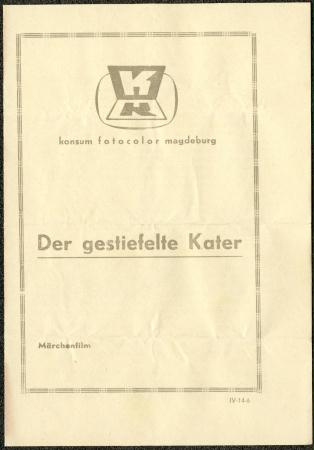 K
R
konsum fotocolor magdeburg
Der gestiefelte Kater
Märchenfilm
IV-14-6